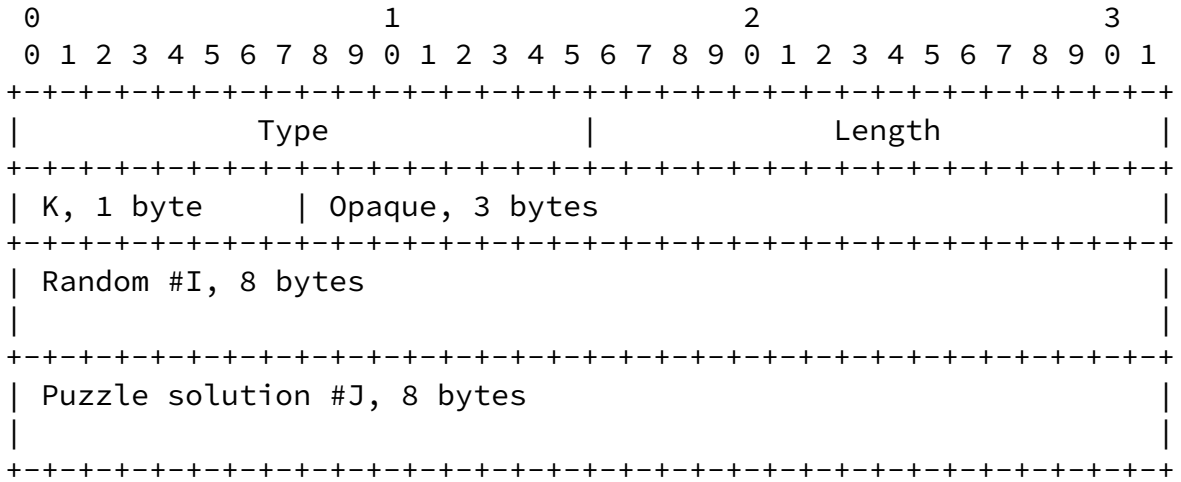 0                   1                   2                   3
 0 1 2 3 4 5 6 7 8 9 0 1 2 3 4 5 6 7 8 9 0 1 2 3 4 5 6 7 8 9 0 1
+-+-+-+-+-+-+-+-+-+-+-+-+-+-+-+-+-+-+-+-+-+-+-+-+-+-+-+-+-+-+-+-+
|             Type              |             Length            |
+-+-+-+-+-+-+-+-+-+-+-+-+-+-+-+-+-+-+-+-+-+-+-+-+-+-+-+-+-+-+-+-+
| K, 1 byte     | Opaque, 3 bytes                               |
+-+-+-+-+-+-+-+-+-+-+-+-+-+-+-+-+-+-+-+-+-+-+-+-+-+-+-+-+-+-+-+-+
| Random #I, 8 bytes                                            |
|                                                               |
+-+-+-+-+-+-+-+-+-+-+-+-+-+-+-+-+-+-+-+-+-+-+-+-+-+-+-+-+-+-+-+-+
| Puzzle solution #J, 8 bytes                                   |
|                                                               |
+-+-+-+-+-+-+-+-+-+-+-+-+-+-+-+-+-+-+-+-+-+-+-+-+-+-+-+-+-+-+-+-+